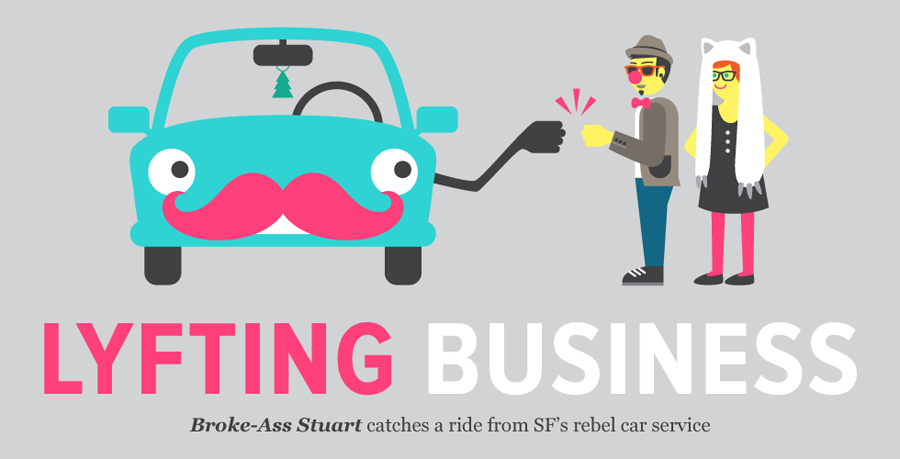 LYFTING BUSINESS
Broke-Ass Stuart catches a ride from SF’s rebel car service